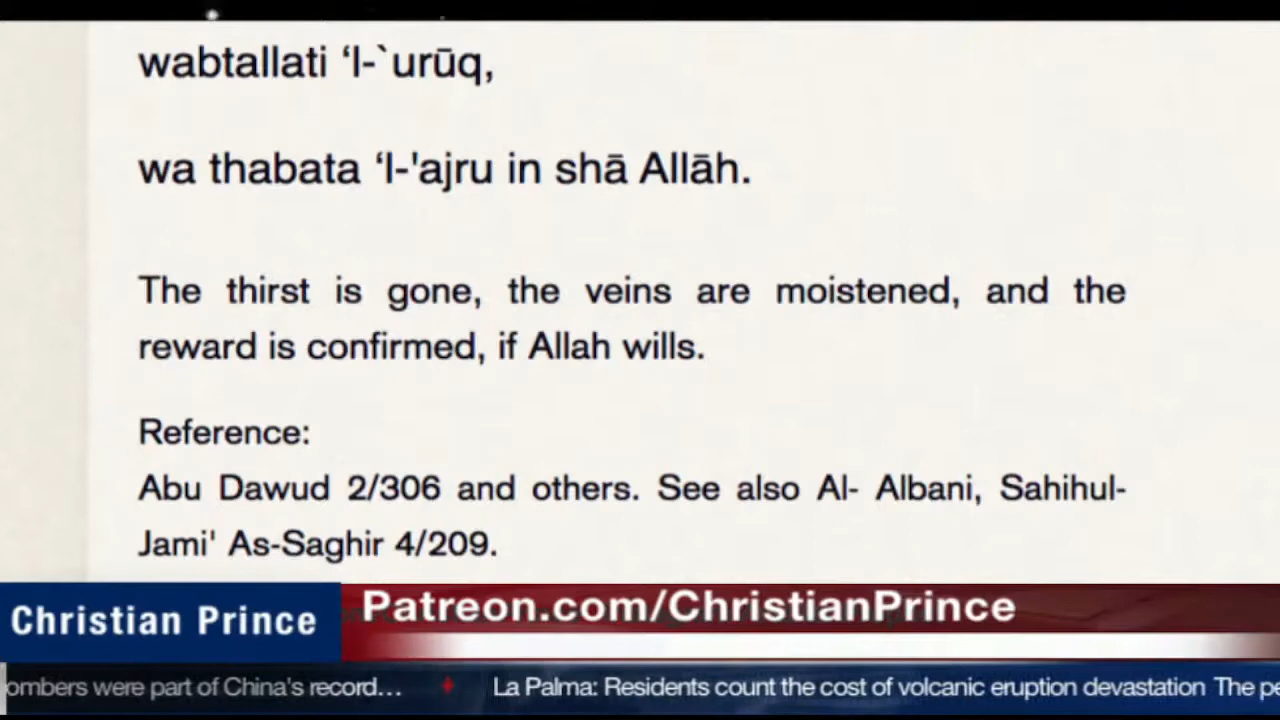 wabtallati ‘l-`urūq,
wa thabata ‘l-'ajru in shā Allāh.
The thirst is gone, the veins are moistened, and the
reward is confirmed, if Allah wills.
Reference:
Abu Dawud 2/306 and others. See also Al- Albani, Sahihul-
Jami' As-Saghir 4/209.
Christian Prince
Patreon.com/ChristianPrince
ombers were part of China's record... La Palma: Residents count the cost of volcanic eruption devastation The pe